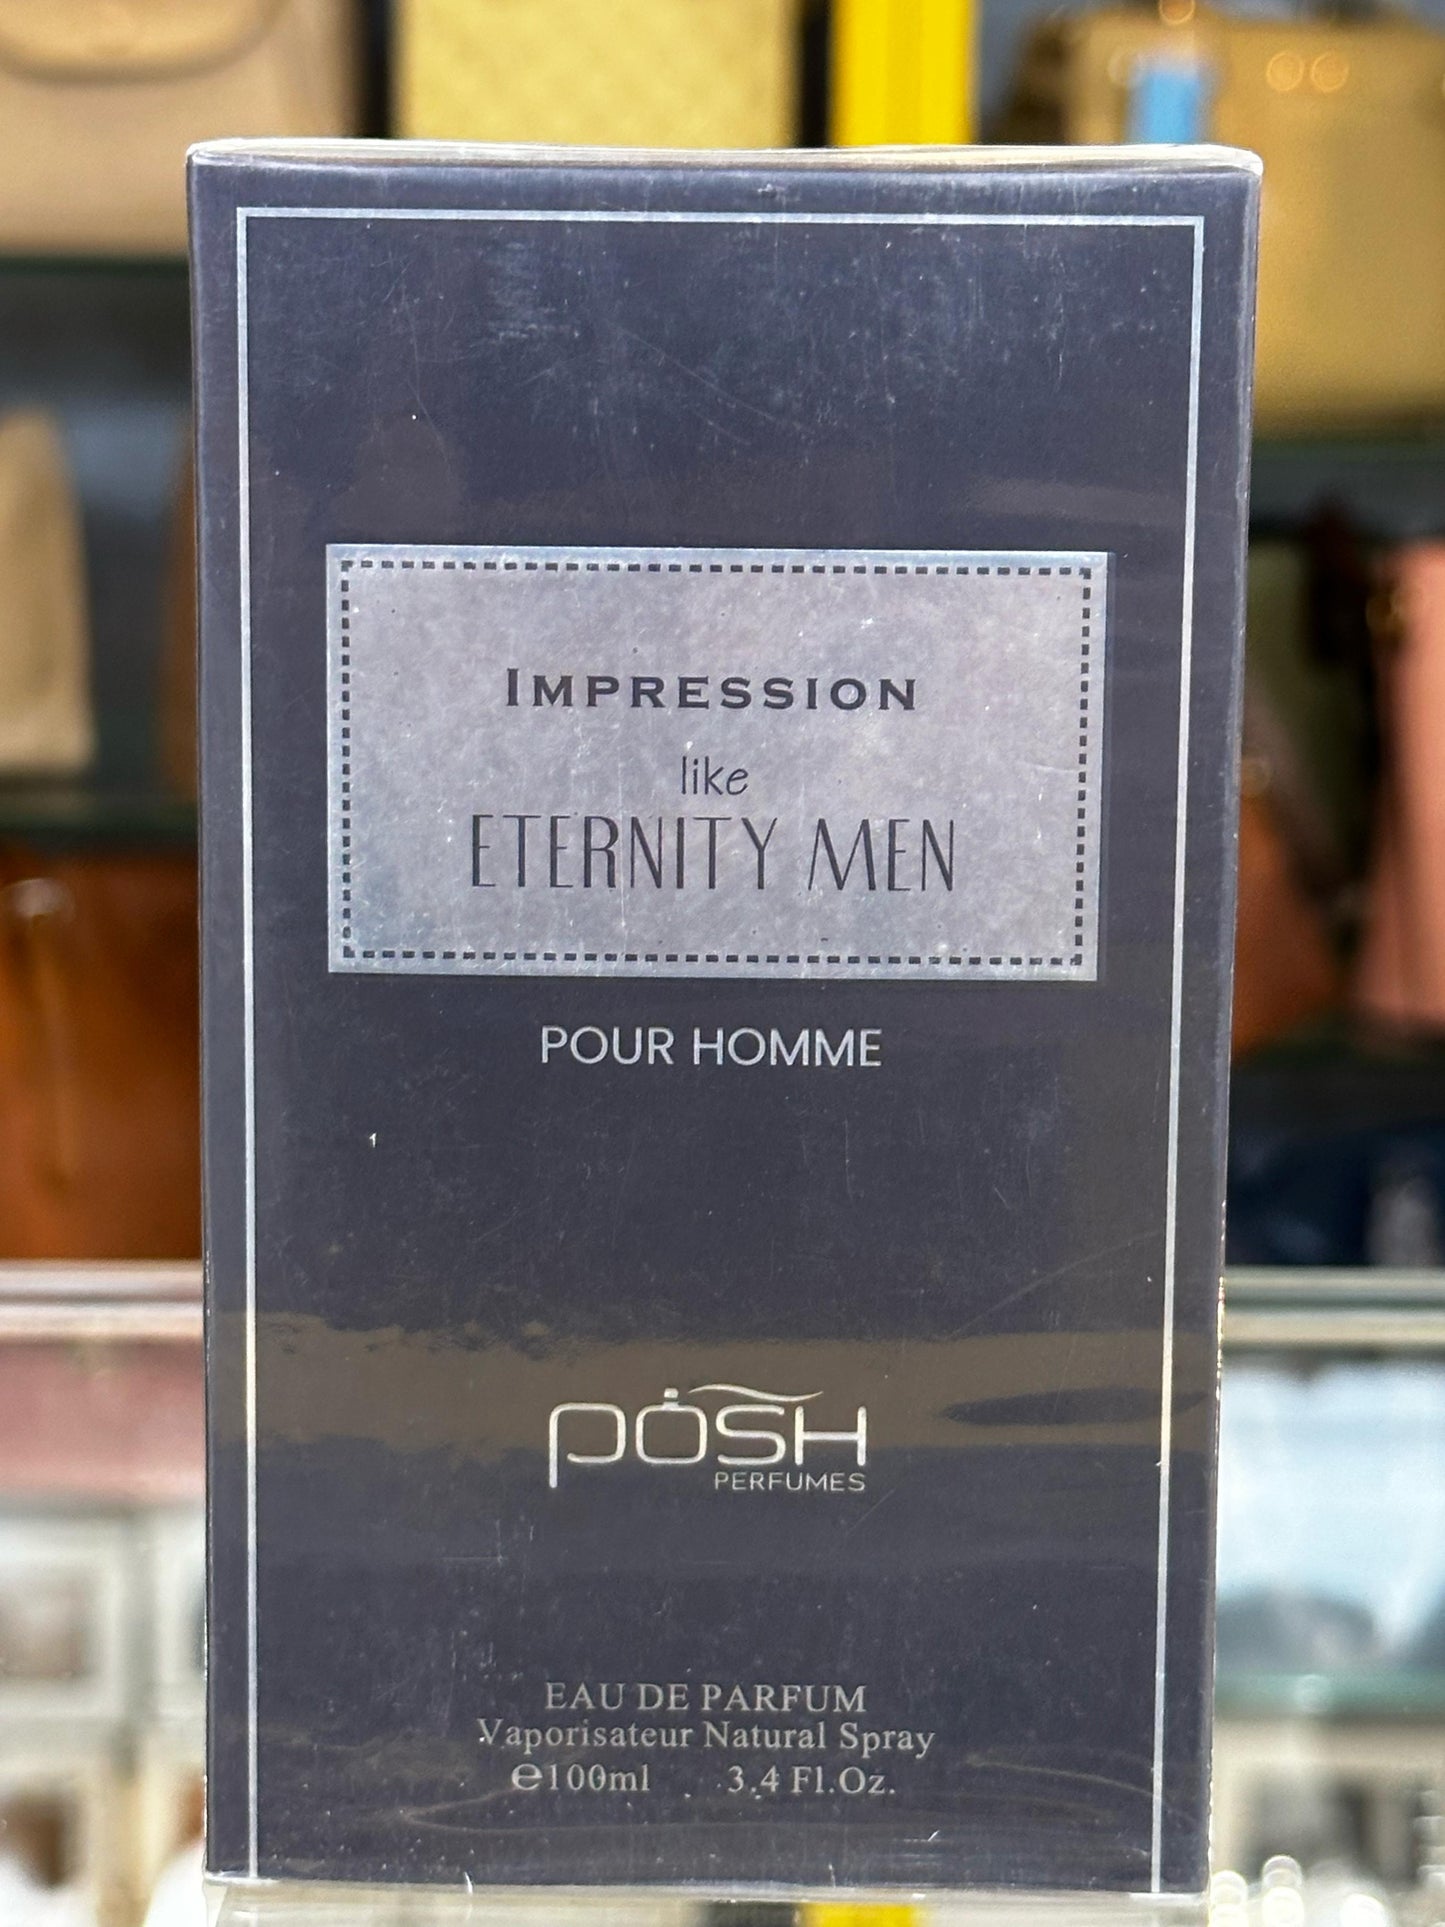 IMPRESSION
like
ETERNITY MEN
POUR HOMME
POSH
PERFUMES
EAU DE PARFUM
Vaporisateur Natural Spray
℮100ml 3.4 Fl.Oz.